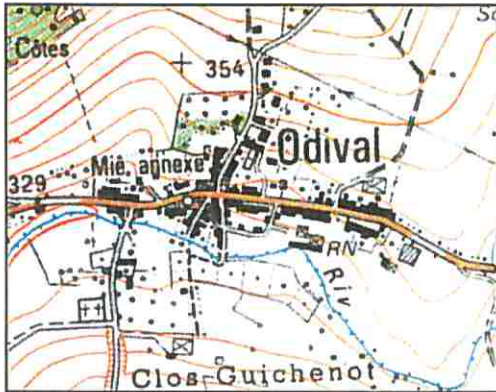 Côtes
354
Odival
Mie annexe
329
RN
Riv
Clos-Guichenot